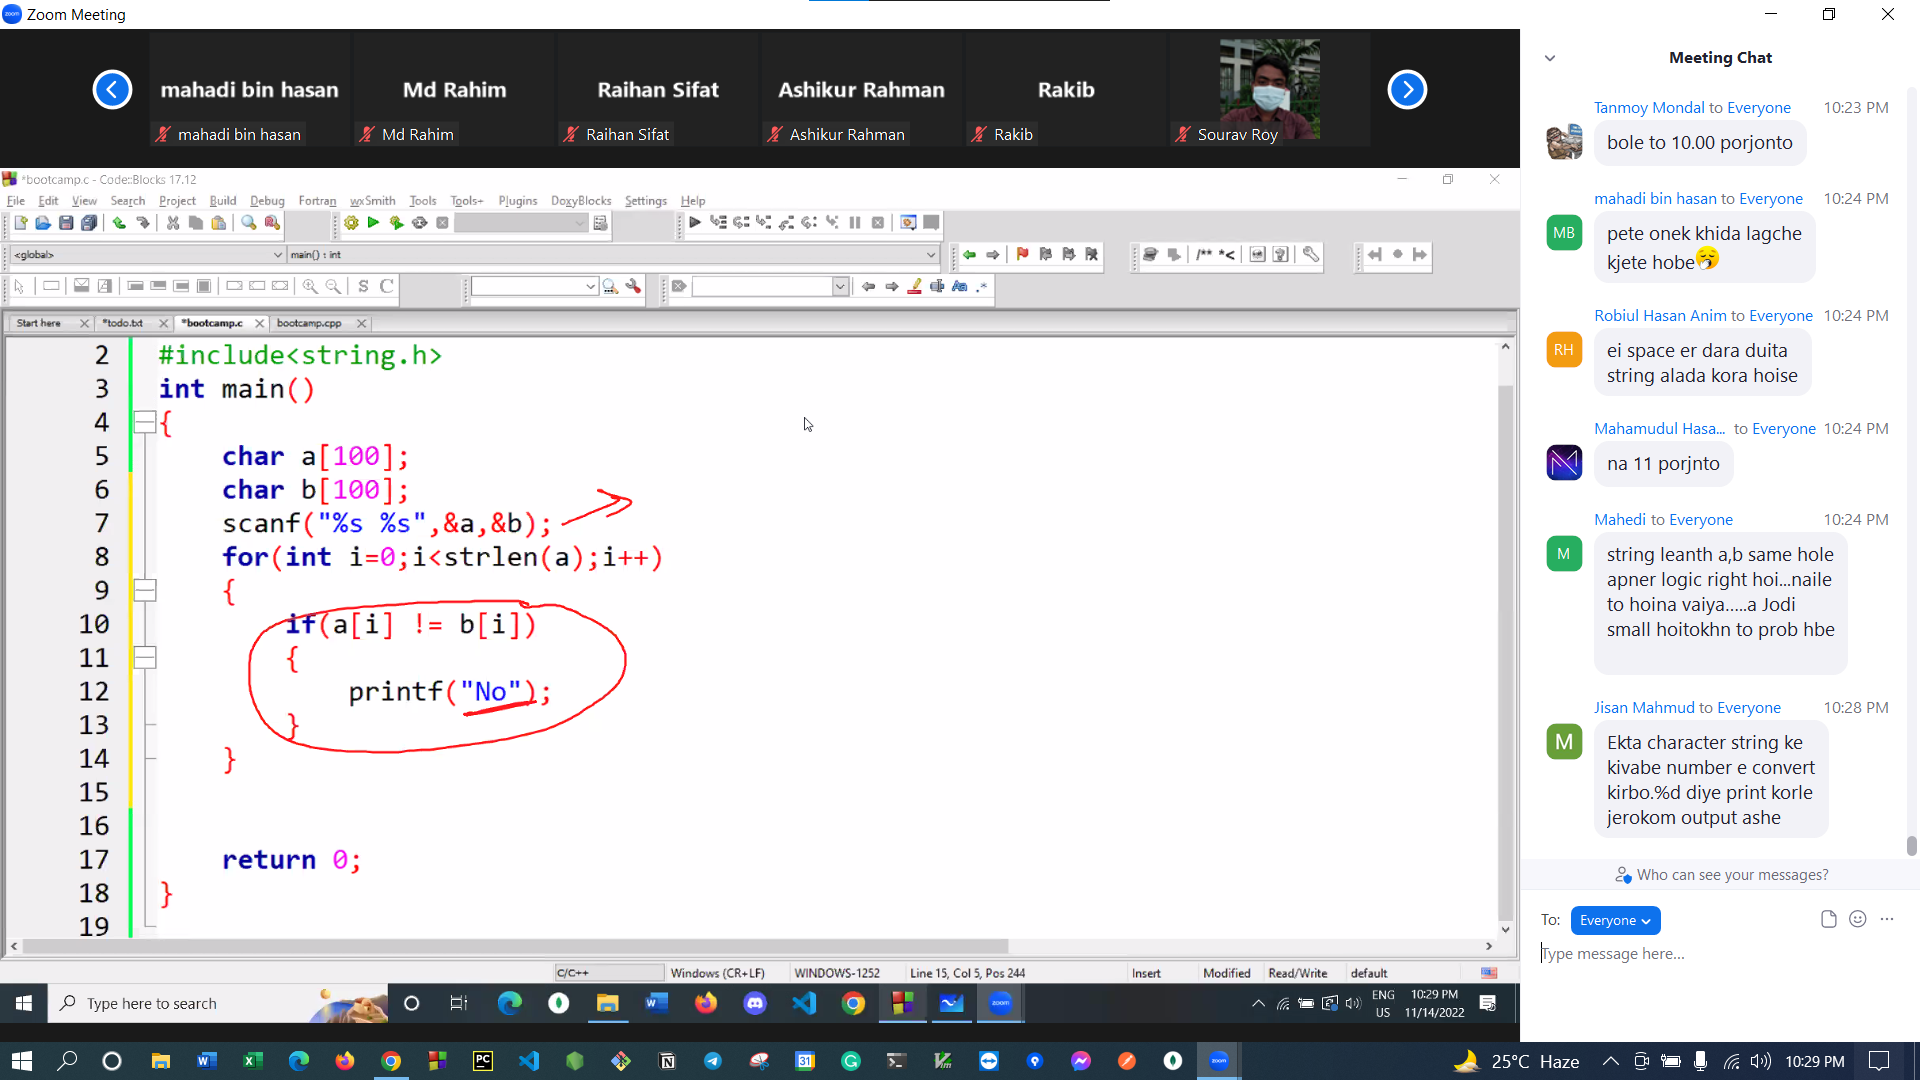 Zoom Meeting
mahadi bin hasan
Md Rahim
Raihan Sifat
Ashikur Rahman
Rakib
mahadi bin hasan
Md Rahim
Raihan Sifat
Ashikur Rahman
Rakib
Sourav Roy
*bootcamp.c - Code::Blocks 17.12
File Edit View Search Project Build Debug Fortran wxSmith Tools Tools+ Plugins DoxyBlocks Settings Help
<global>
main() : int
/** *<
S C
Aa .*
Start here
*todo.txt
*bootcamp.c
bootcamp.cpp
2 #include<string.h>
3 int main()
4 {
5 char a[100];
6 char b[100];
7 scanf("%s %s",&a,&b);
8 for(int i=0;i<strlen(a);i++)
9 {
10 if(a[i] != b[i])
11 {
12 printf("No");
13 }
14 }
15
16
17 return 0;
18 }
19
C/C++
Windows (CR+LF)
WINDOWS-1252
Line 15, Col 5, Pos 244
Insert
Modified
Read/Write
default
Type here to search
ENG
US
10:29 PM
11/14/2022
Meeting Chat
Tanmoy Mondal to Everyone 10:23 PM
bole to 10.00 porjonto
mahadi bin hasan to Everyone 10:24 PM
MB
pete onek khida lagche
kjete hobe🥱
Robiul Hasan Anim to Everyone 10:24 PM
RH
ei space er dara duita
string alada kora hoise
Mahamudul Hasa... to Everyone 10:24 PM
na 11 porjnto
Mahedi to Everyone 10:24 PM
M
string leanth a,b same hole
apner logic right hoi...naile
to hoina vaiya.....a Jodi
small hoitokhn to prob hbe
Jisan Mahmud to Everyone 10:28 PM
M
Ekta character string ke
kivabe number e convert
kirbo.%d diye print korle
jerokom output ashe
Who can see your messages?
To: Everyone
Type message here...
25°C Haze
10:29 PM